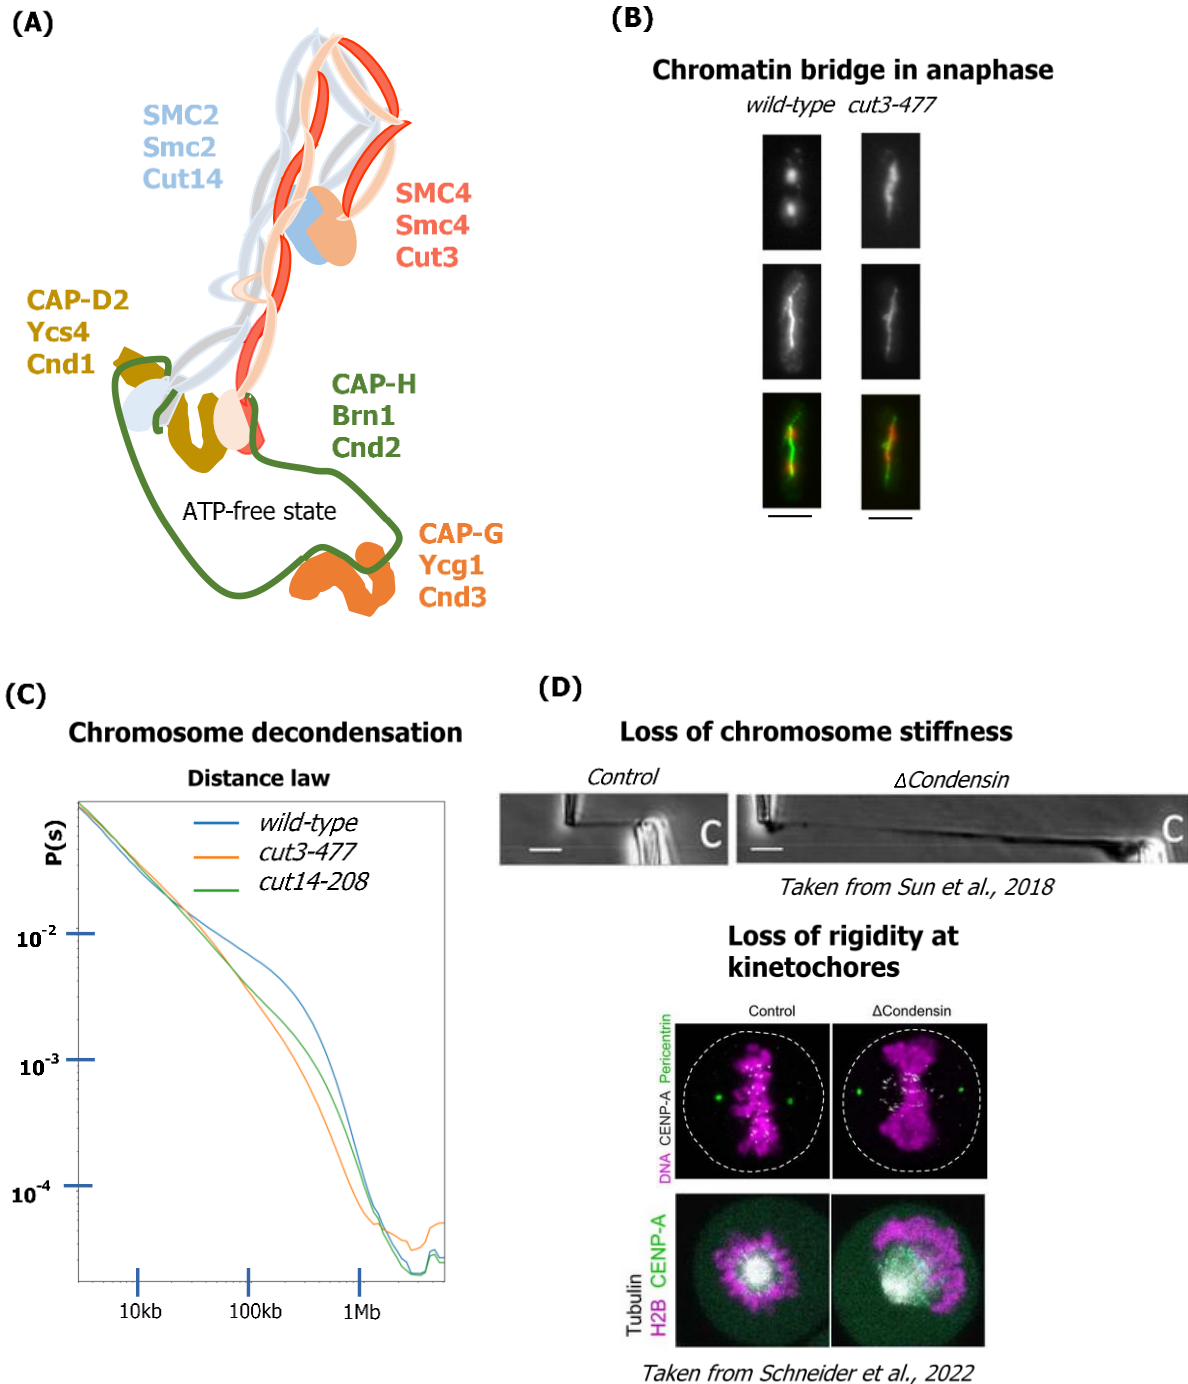 (A)
SMC2
Smc2
Cut14
SMC4
Smc4
Cut3
CAP-D2
Ycs4
Cnd1
CAP-H
Brn1
Cnd2
ATP-free state
CAP-G
Ycg1
Cnd3
(B)
Chromatin bridge in anaphase
wild-type cut3-477
(C)
Chromosome decondensation
Distance law
P(s)
wild-type
cut3-477
cut14-208
10-2
10-3
10-4
10kb
100kb
1Mb
(D)
Loss of chromosome stiffness
Control
ΔCondensin
C
C
Taken from Sun et al., 2018
Loss of rigidity at
kinetochores
Control
ΔCondensin
DNA CENP-A Pericentrin
Tubulin
H2B CENP-A
Taken from Schneider et al., 2022